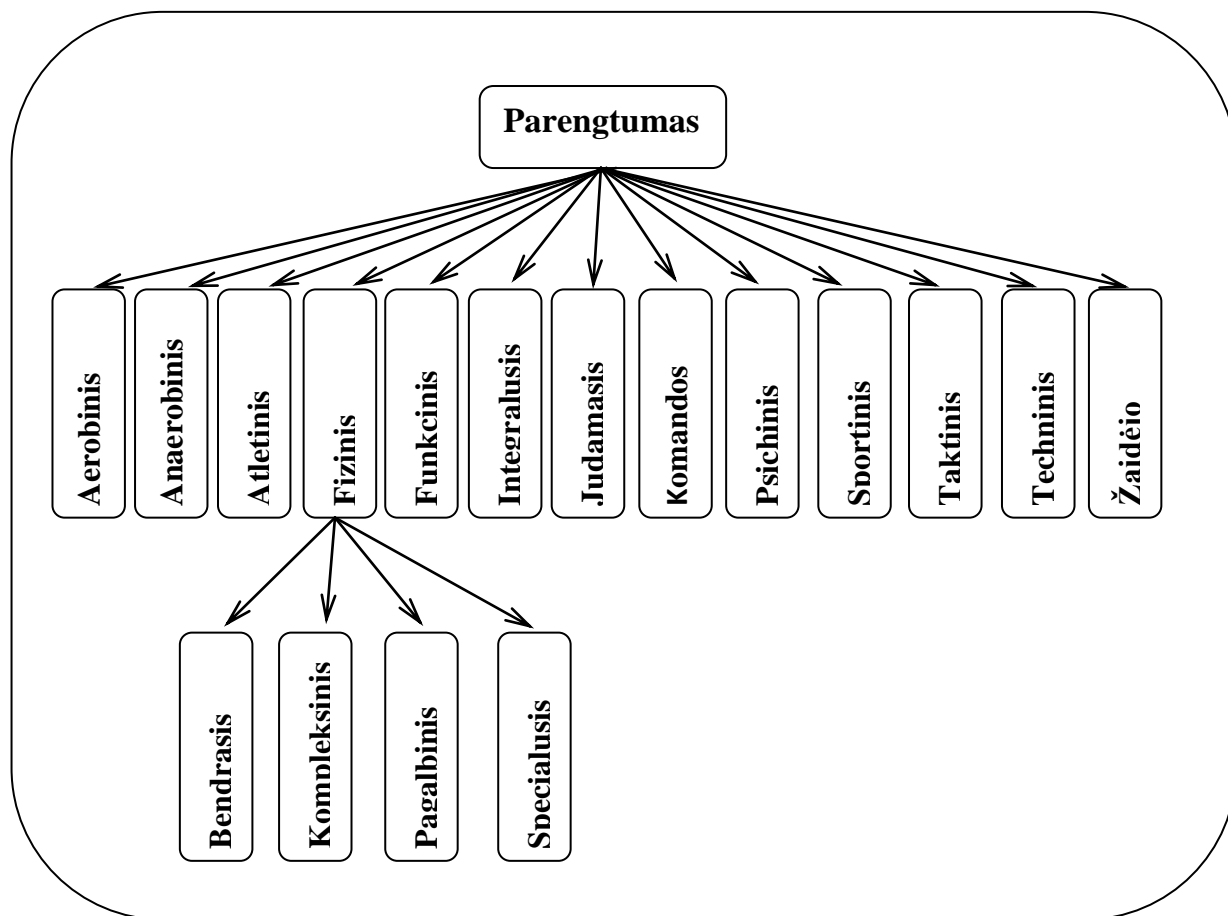 Parengtumas
Aerobinis
Anaerobinis
Atletinis
Fizinis
Funkcinis
Integralusis
Judamasis
Komandos
Psichinis
Sportinis
Taktinis
Techninis
Žaidėjo
Bendrasis
Kompleksinis
Pagalbinis
Specialusis